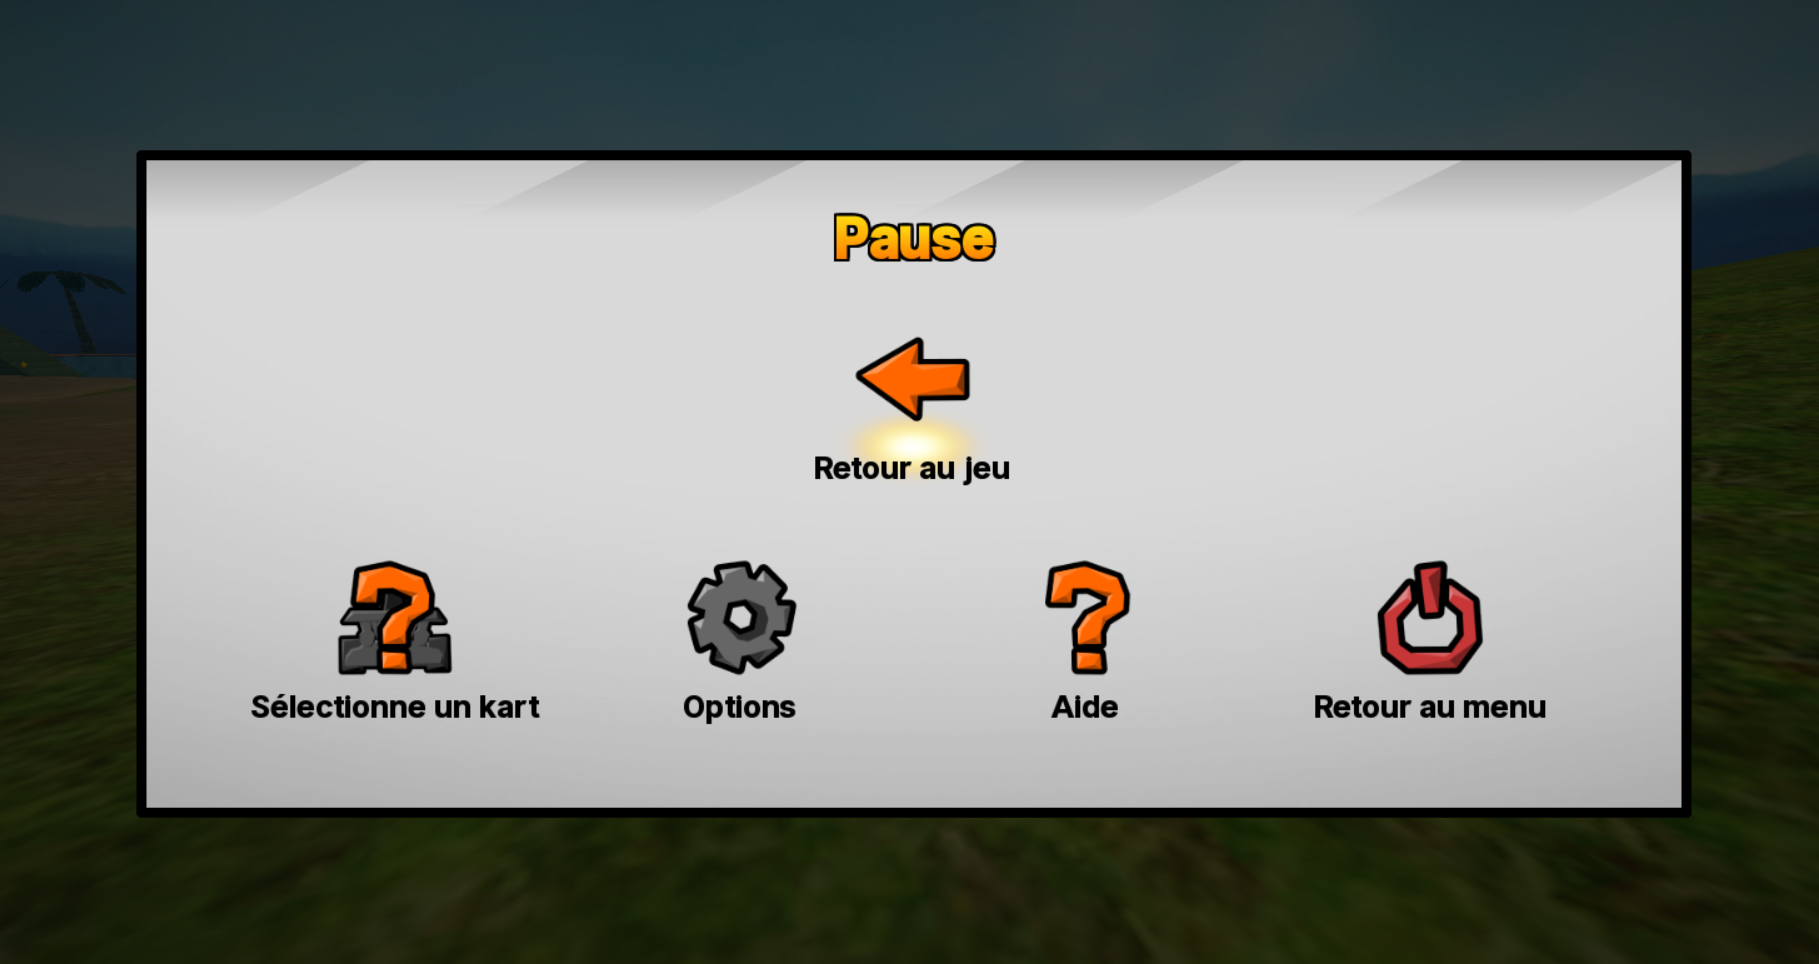 Pause
Retour au jeu
Sélectionne un kart
Options
Aide
Retour au menu